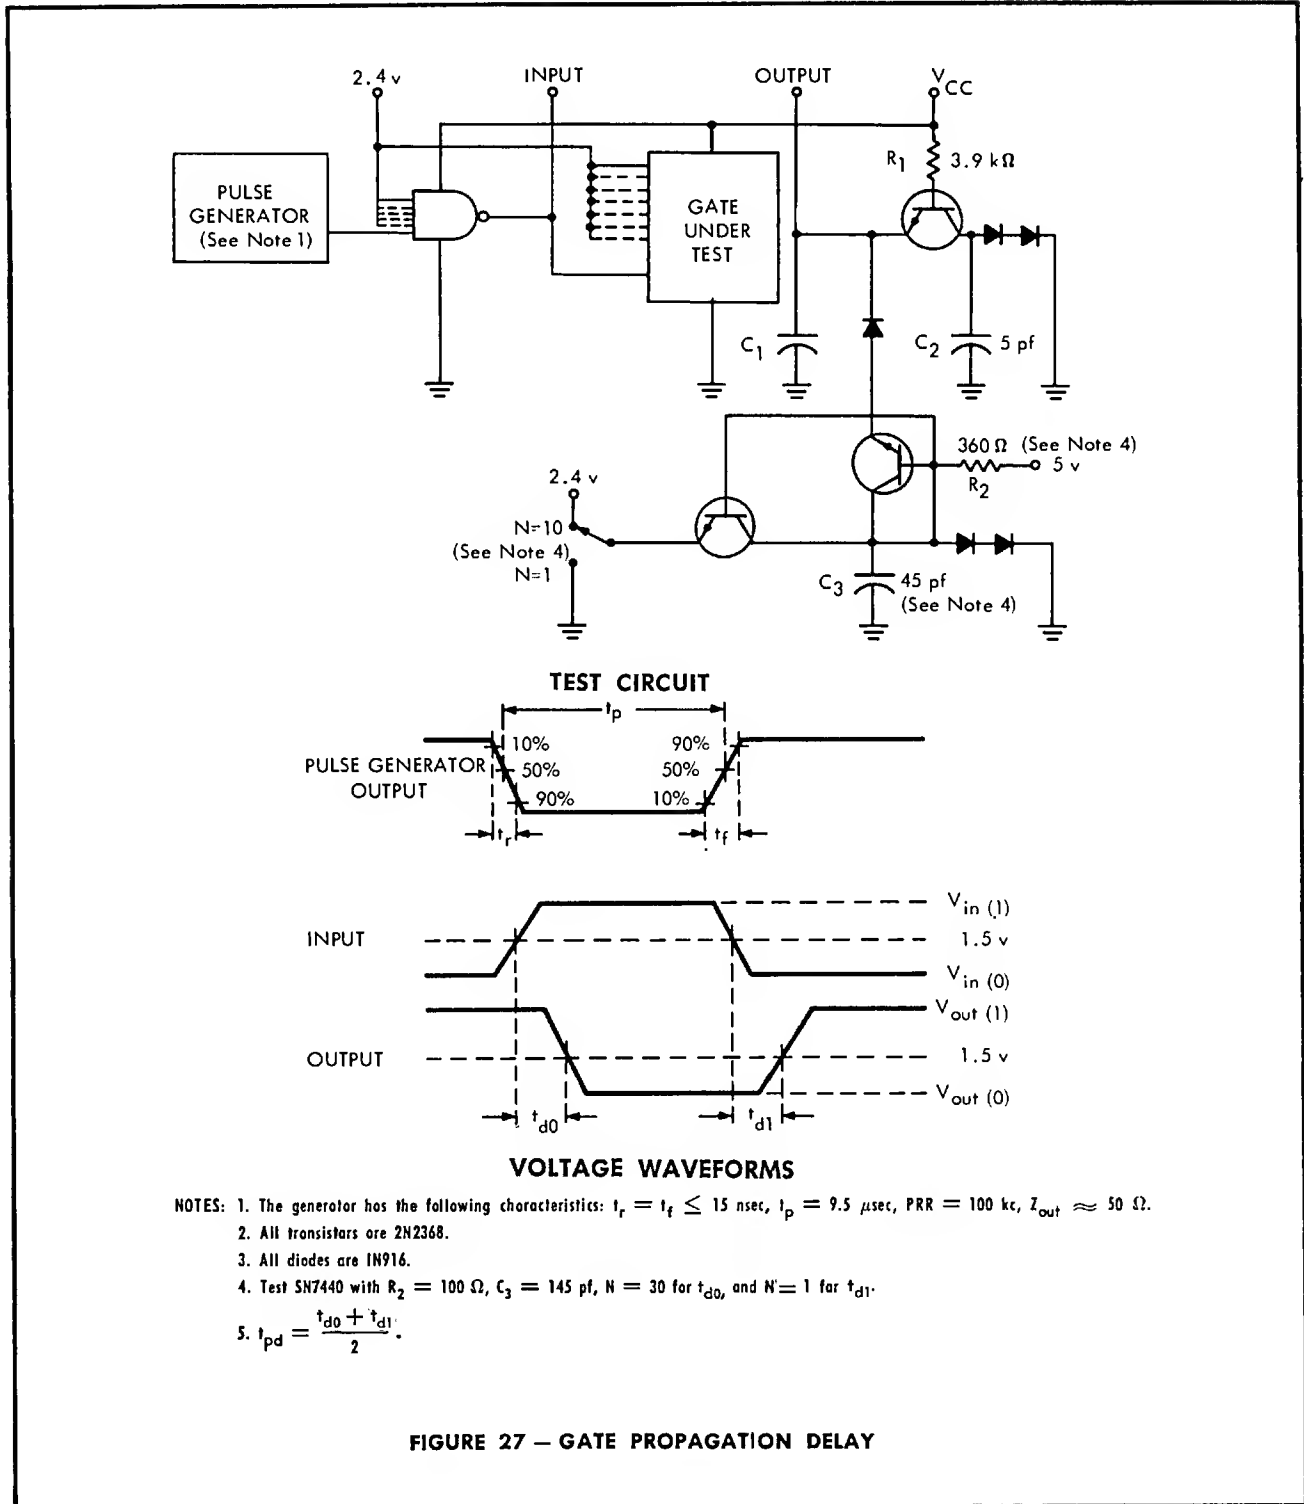 2.4 v
INPUT
OUTPUT
VCC
PULSE
GENERATOR
(See Note 1)
GATE
UNDER
TEST
R1
3.9 kΩ
C1
C2
5 pf
360 Ω (See Note 4)
5 v
R2
2.4 v
N=10
(See Note 4)
N=1
C3
45 pf
(See Note 4)
TEST CIRCUIT
tp
10%
90%
PULSE GENERATOR
OUTPUT
50%
50%
90%
10%
tr
tf
Vin (1)
INPUT
1.5 v
Vin (0)
Vout (1)
OUTPUT
1.5 v
Vout (0)
td0
td1
VOLTAGE WAVEFORMS
NOTES: 1. The generator has the following choracteristics: tr = tf ≤ 15 nsec, tp = 9.5 μsec, PRR = 100 kc, Zout ≈ 50 Ω.
2. All tronsistars ore 2N2368.
3. All diodes are IN916.
4. Test SN7440 with R2 = 100 Ω, C3 = 145 pf, N = 30 for td0, and N = 1 far td1.
5. tpd = td0 + td1 / 2 .
FIGURE 27 — GATE PROPAGATION DELAY